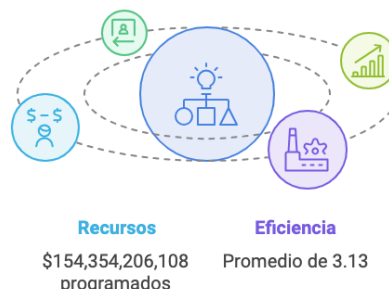 $-$
Recursos
$154,354,206,108
programados
Eficiencia
Promedio de 3.13